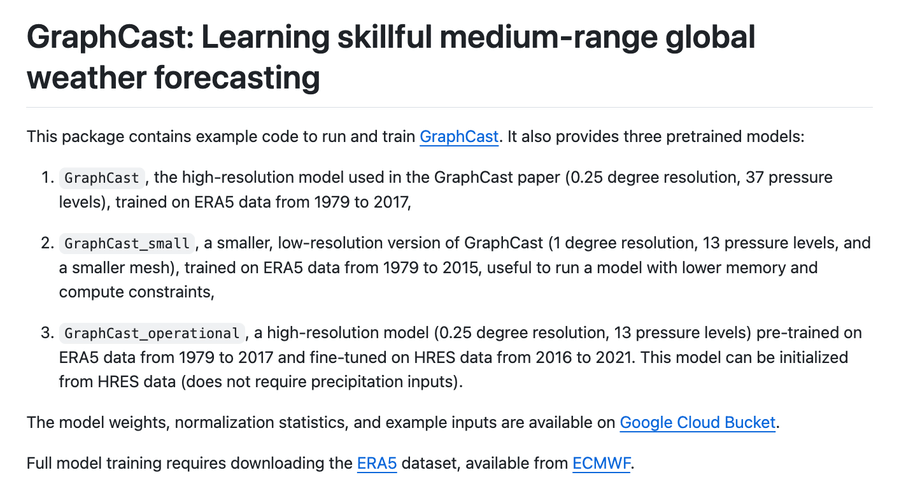 GraphCast: Learning skillful medium-range global
weather forecasting
This package contains example code to run and train GraphCast. It also provides three pretrained models:
1. GraphCast, the high-resolution model used in the GraphCast paper (0.25 degree resolution, 37 pressure
levels), trained on ERA5 data from 1979 to 2017,
2. GraphCast_small, a smaller, low-resolution version of GraphCast (1 degree resolution, 13 pressure levels, and
a smaller mesh), trained on ERA5 data from 1979 to 2015, useful to run a model with lower memory and
compute constraints,
3. GraphCast_operational, a high-resolution model (0.25 degree resolution, 13 pressure levels) pre-trained on
ERA5 data from 1979 to 2017 and fine-tuned on HRES data from 2016 to 2021. This model can be initialized
from HRES data (does not require precipitation inputs).
The model weights, normalization statistics, and example inputs are available on Google Cloud Bucket.
Full model training requires downloading the ERA5 dataset, available from ECMWF.